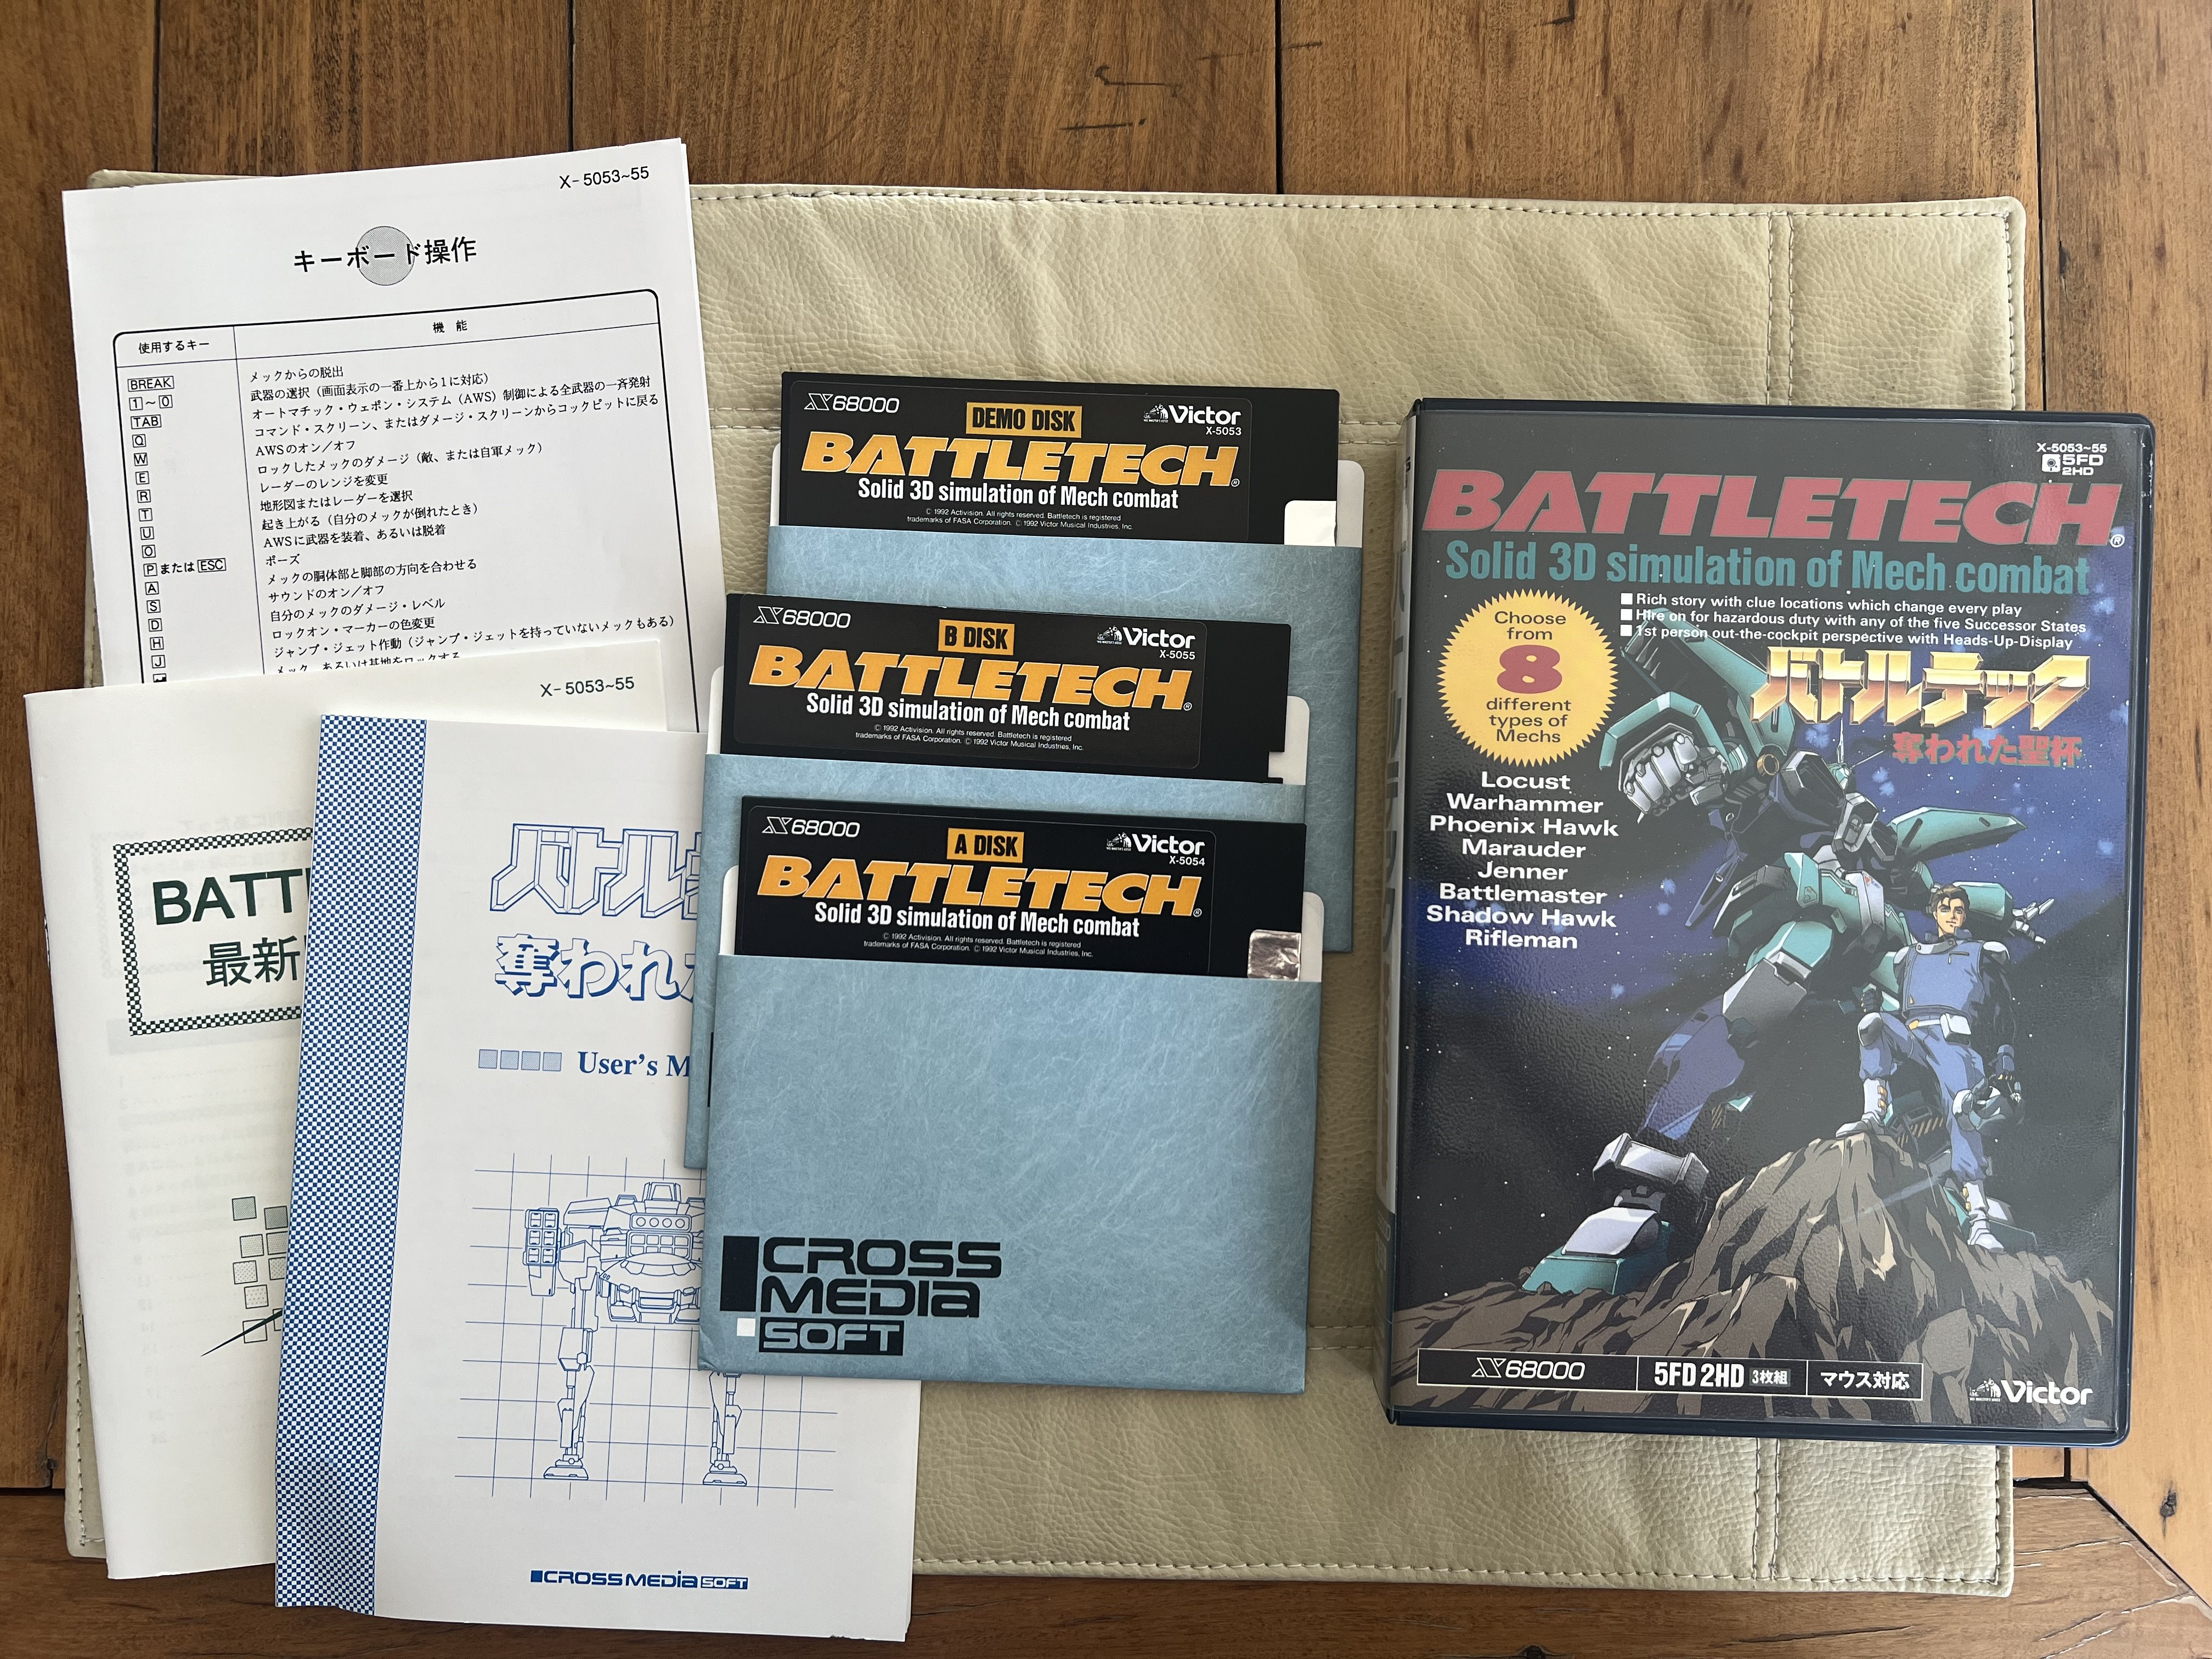 X-5053~55
キーボード操作
使用するキー
機 能
BREAK メックからの脱出
1～0 武器の選択（画面表示の一番上から1に対応）
TAB オートマチック・ウェポン・システム（AWS）制御による全武器の一斉発射
Q コマンド・スクリーン、またはダメージ・スクリーンからコックピットに戻る
W AWSのオン／オフ
E ロックしたメックのダメージ（敵、または自軍メック）
R レーダーのレンジを変更
T 地形図またはレーダーを選択
U 起き上がる（自分のメックが倒れたとき）
O AWSに武器を装着、あるいは脱着
PまたはESC ポーズ
A メックの胴体部と脚部の方向を合わせる
S サウンドのオン／オフ
D 自分のメックのダメージ・レベル
H ロックオン・マーカーの色変更
J ジャンプ・ジェット作動（ジャンプ・ジェットを持っていないメックもある）
メック、あるいは基地をロックする
X-5053~55
BATT
最新
バトル
奪われ
User's M
CROSS MEDIA SOFT
X68000
DEMO DISK
Victor
X-5053
BATTLETECH®
Solid 3D simulation of Mech combat
© 1992 Activision. All rights reserved. Battletech is registered
trademarks of FASA Corporation. © 1992 Victor Musical Industries, Inc.
X68000
B DISK
Victor
X-5055
BATTLETECH®
Solid 3D simulation of Mech combat
© 1992 Activision. All rights reserved. Battletech is registered
trademarks of FASA Corporation. © 1992 Victor Musical Industries, Inc.
X68000
A DISK
Victor
X-5054
BATTLETECH®
Solid 3D simulation of Mech combat
© 1992 Activision. All rights reserved. Battletech is registered
trademarks of FASA Corporation. © 1992 Victor Musical Industries, Inc.
CROSS
MEDIA
SOFT
X-5053~55
5FD
2HD
BATTLETECH®
Solid 3D simulation of Mech combat
■ Rich story with clue locations which change every play
■ Hire on for hazardous duty with any of the five Successor States
■ 1st person out-the-cockpit perspective with Heads-Up-Display
Choose
from
8
different
types of
Mechs
バトルテック
奪われた聖杯
Locust
Warhammer
Phoenix Hawk
Marauder
Jenner
Battlemaster
Shadow Hawk
Rifleman
X68000
5FD 2HD 3枚組
マウス対応
Victor